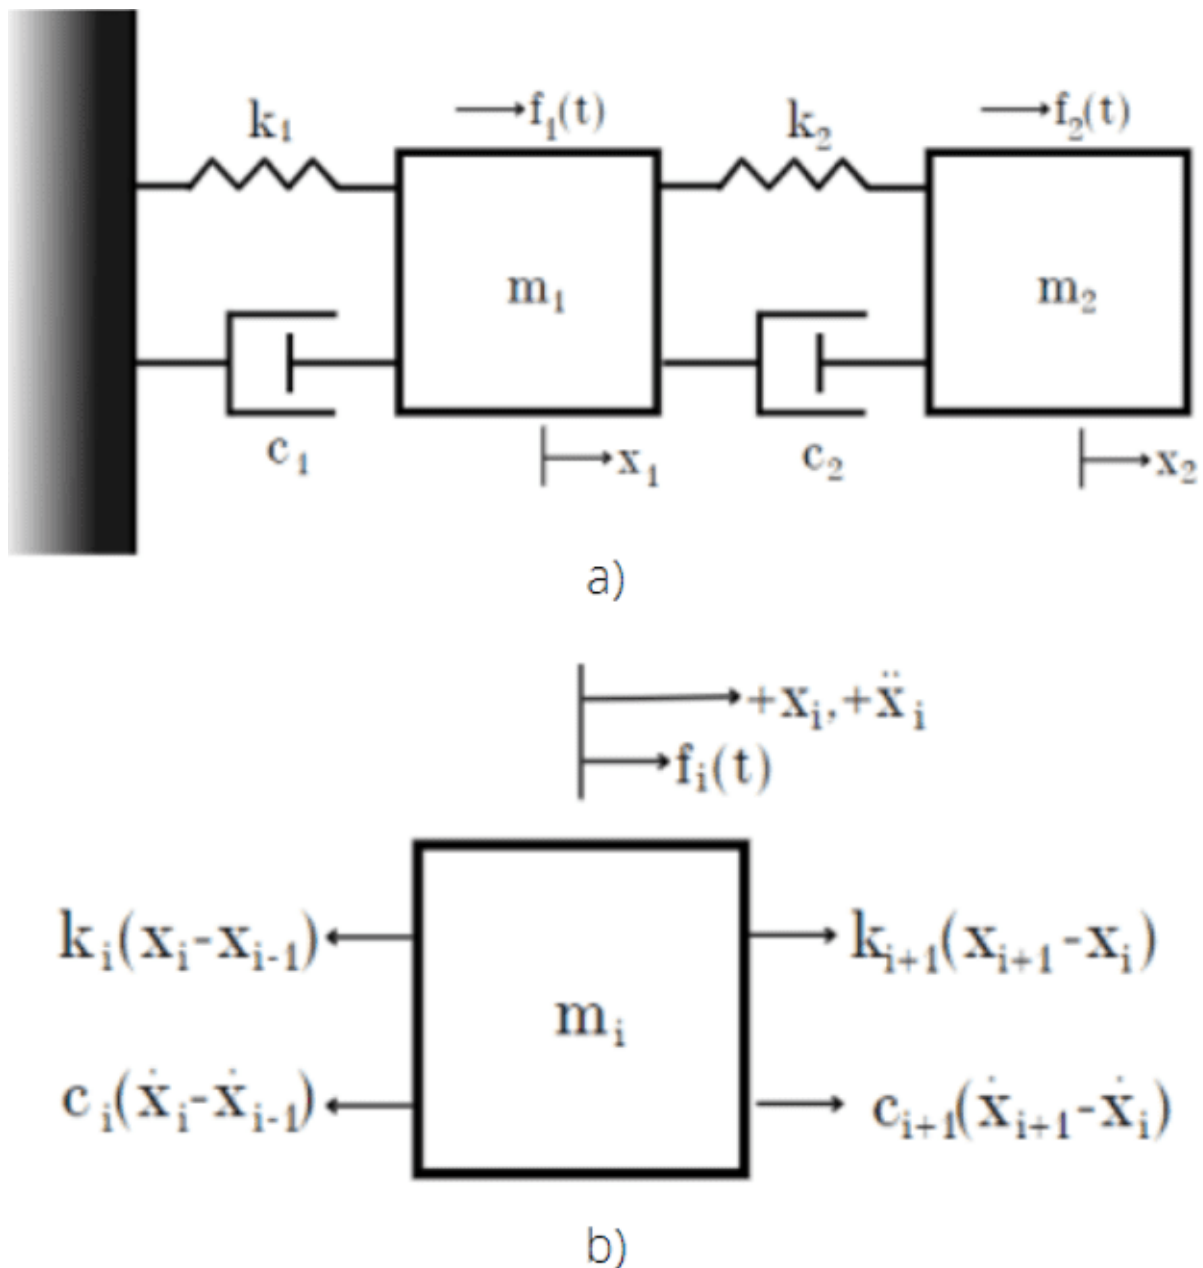 k₁ f₁(t) k₂ f₂(t)
m₁ m₂
c₁ x₁ c₂ x₂
a)
+xᵢ,+ẍᵢ
fᵢ(t)
kᵢ(xᵢ-xᵢ₋₁) kᵢ₊₁(xᵢ₊₁-xᵢ)
mᵢ
cᵢ(ẋᵢ-ẋᵢ₋₁) cᵢ₊₁(ẋᵢ₊₁-ẋᵢ)
b)